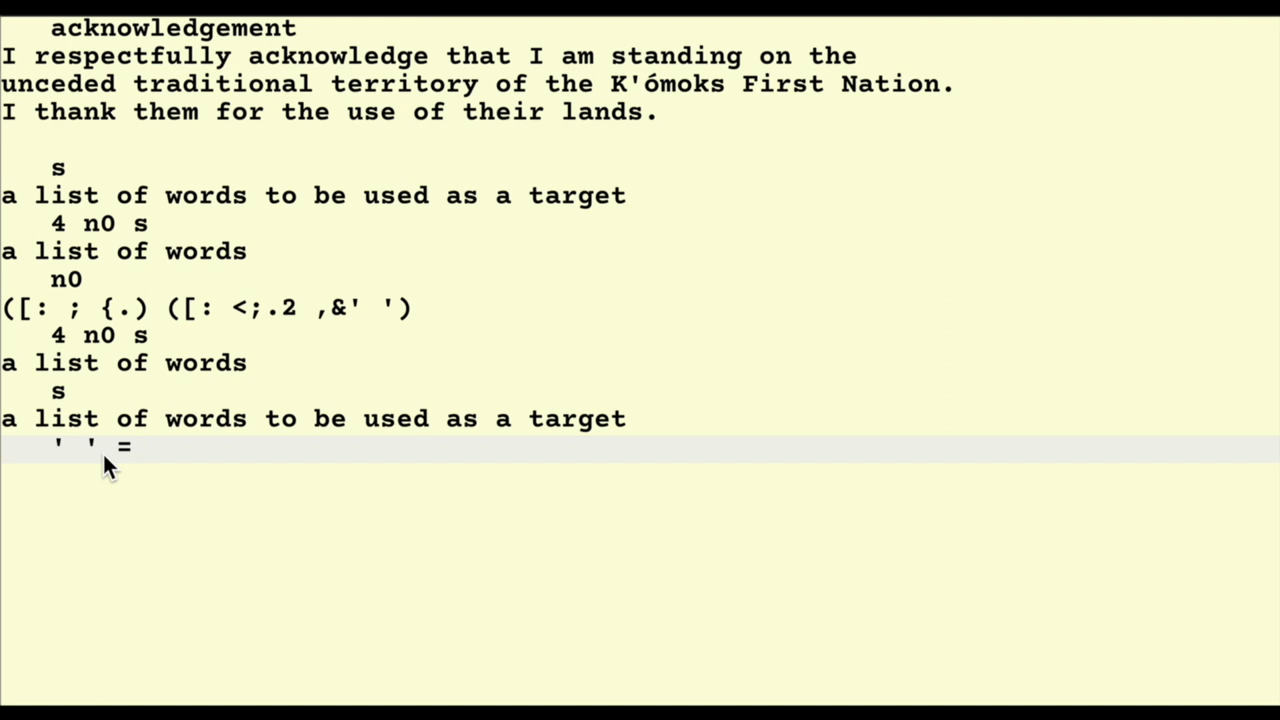 acknowledgement
I respectfully acknowledge that I am standing on the
unceded traditional territory of the K'ómoks First Nation.
I thank them for the use of their lands.
s
a list of words to be used as a target
4 n0 s
a list of words
n0
([: ; {.) ([: <;.2 ,&' ')
4 n0 s
a list of words
s
a list of words to be used as a target
' ' =